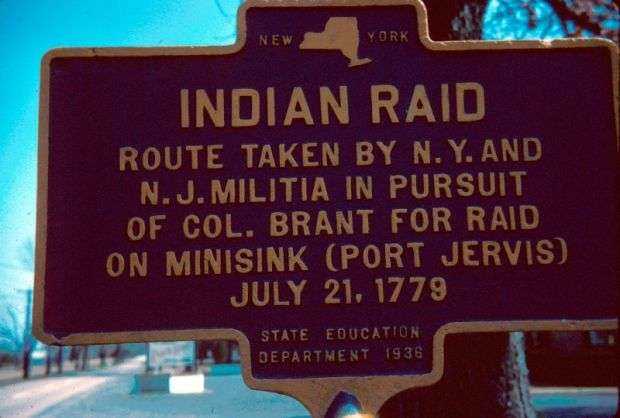 NEW YORK
INDIAN RAID
ROUTE TAKEN BY N.Y. AND
N.J. MILITIA IN PURSUIT
OF COL. BRANT FOR RAID
ON MINISINK (PORT JERVIS)
JULY 21, 1779
STATE EDUCATION
DEPARTMENT 1936